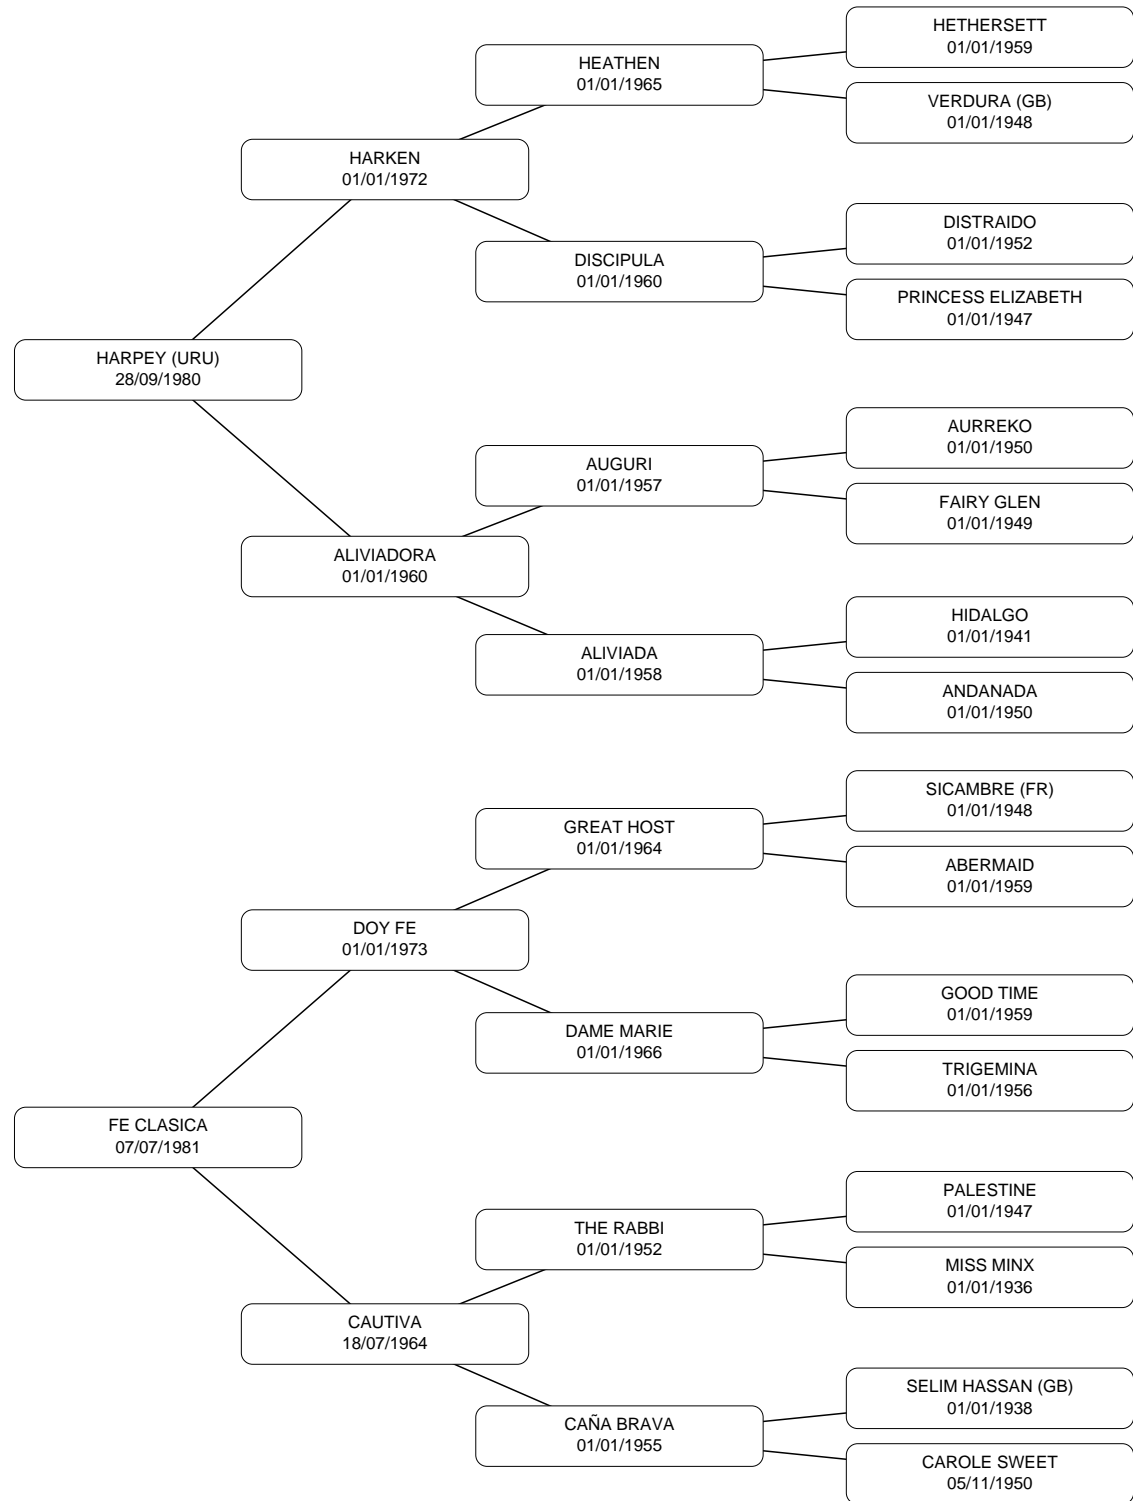 HETHERSETT
01/01/1959
HEATHEN
01/01/1965
VERDURA (GB)
01/01/1948
HARKEN
01/01/1972
DISTRAIDO
01/01/1952
DISCIPULA
01/01/1960
PRINCESS ELIZABETH
01/01/1947
HARPEY (URU)
28/09/1980
AURREKO
01/01/1950
AUGURI
01/01/1957
FAIRY GLEN
01/01/1949
ALIVIADORA
01/01/1960
HIDALGO
01/01/1941
ALIVIADA
01/01/1958
ANDANADA
01/01/1950
SICAMBRE (FR)
01/01/1948
GREAT HOST
01/01/1964
ABERMAID
01/01/1959
DOY FE
01/01/1973
GOOD TIME
01/01/1959
DAME MARIE
01/01/1966
TRIGEMINA
01/01/1956
FE CLASICA
07/07/1981
PALESTINE
01/01/1947
THE RABBI
01/01/1952
MISS MINX
01/01/1936
CAUTIVA
18/07/1964
SELIM HASSAN (GB)
01/01/1938
CAÑA BRAVA
01/01/1955
CAROLE SWEET
05/11/1950